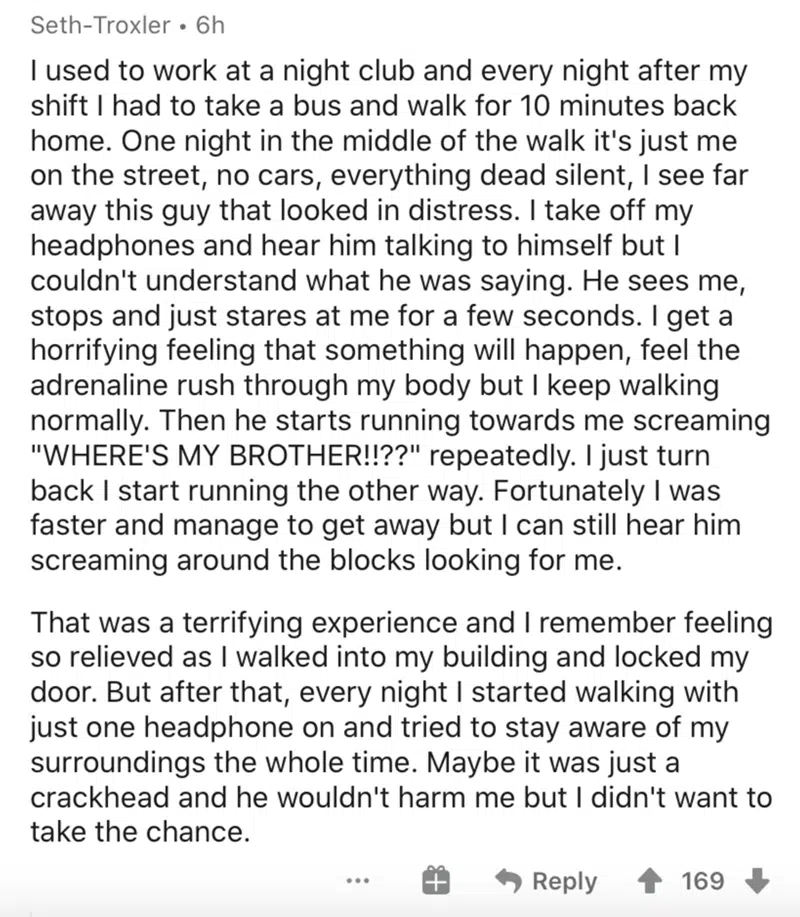 Seth-Troxler • 6h
I used to work at a night club and every night after my
shift I had to take a bus and walk for 10 minutes back
home. One night in the middle of the walk it's just me
on the street, no cars, everything dead silent, I see far
away this guy that looked in distress. I take off my
headphones and hear him talking to himself but I
couldn't understand what he was saying. He sees me,
stops and just stares at me for a few seconds. I get a
horrifying feeling that something will happen, feel the
adrenaline rush through my body but I keep walking
normally. Then he starts running towards me screaming
"WHERE'S MY BROTHER!!??" repeatedly. I just turn
back I start running the other way. Fortunately I was
faster and manage to get away but I can still hear him
screaming around the blocks looking for me.
That was a terrifying experience and I remember feeling
so relieved as I walked into my building and locked my
door. But after that, every night I started walking with
just one headphone on and tried to stay aware of my
surroundings the whole time. Maybe it was just a
crackhead and he wouldn't harm me but I didn't want to
take the chance.
Reply 169